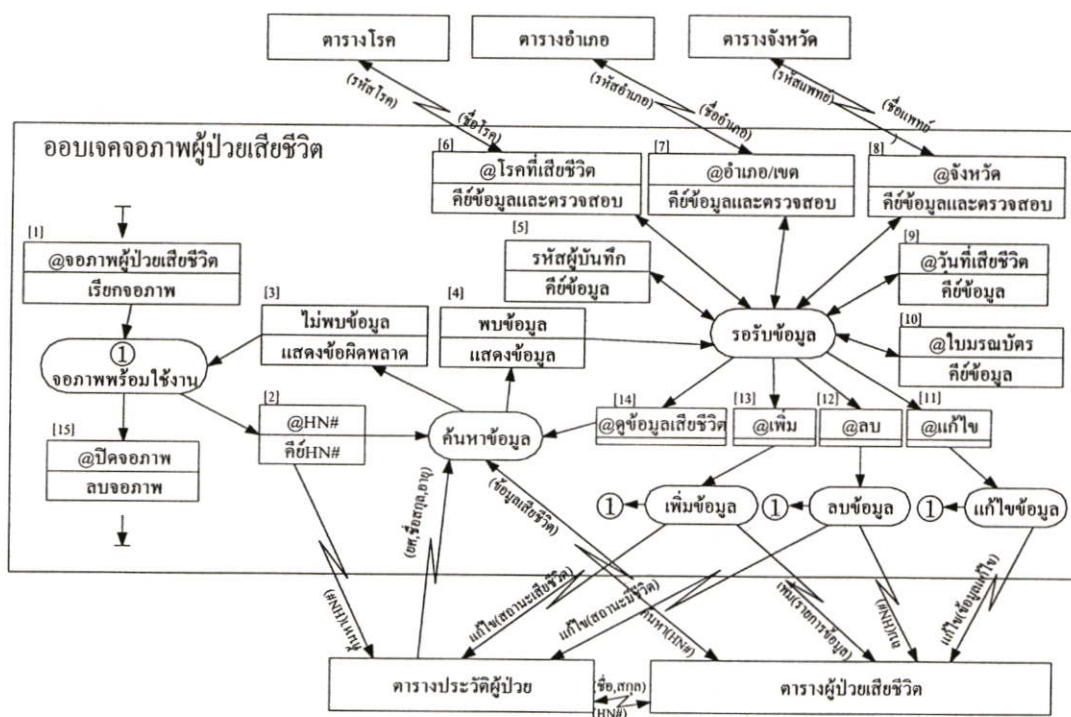 ตารางโรค
ตารางอำเภอ
ตารางจังหวัด
(รหัสโรค)
(ชื่อโรค)
(รหัสอำเภอ)
(ชื่ออำเภอ)
(รหัสแพทย์)
(ชื่อแพทย์
ออบเจคจอภาพผู้ป่วยเสียชีวิต
[6]
@โรคที่เสียชีวิต
คีย์ข้อมูลและตรวจสอบ
[7]
@อำเภอ/เขต
คีย์ข้อมูลและตรวจสอบ
[8]
@จังหวัด
คีย์ข้อมูลและตรวจสอบ
[1]
@จอภาพผู้ป่วยเสียชีวิต
เรียกจอภาพ
[5]
รหัสผู้บันทึก
คีย์ข้อมูล
[9]
@วันที่เสียชีวิต
คีย์ข้อมูล
[3]
ไม่พบข้อมูล
แสดงข้อผิดพลาด
[4]
พบข้อมูล
แสดงข้อมูล
รอรับข้อมูล
[10]
@ใบมรณบัตร
คีย์ข้อมูล
①
จอภาพพร้อมใช้งาน
[2]
@HN#
คีย์HN#
ค้นหาข้อมูล
[14]
@ดูข้อมูลเสียชีวิต
[13]
@เพิ่ม
[12]
@ลบ
[11]
@แก้ไข
[15]
@ปิดจอภาพ
ลบจอภาพ
① เพิ่มข้อมูล
① ลบข้อมูล
① แก้ไขข้อมูล
(ยศ,ชื่อสกุล,อายุ)
(ข้อมูลเสียชีวิต)
ค้นหา(HN#)
แก้ไข(สถานะเสียชีวิต)
แก้ไข(สถานะมีชีวิต)
ค้นหา(HN#)
เพิ่ม(รายการข้อมูล)
ลบ(HN#)
แก้ไข(ข้อมูลแก้ไข)
ตารางประวัติผู้ป่วย
(ชื่อ,สกุล)
(HN#)
ตารางผู้ป่วยเสียชีวิต